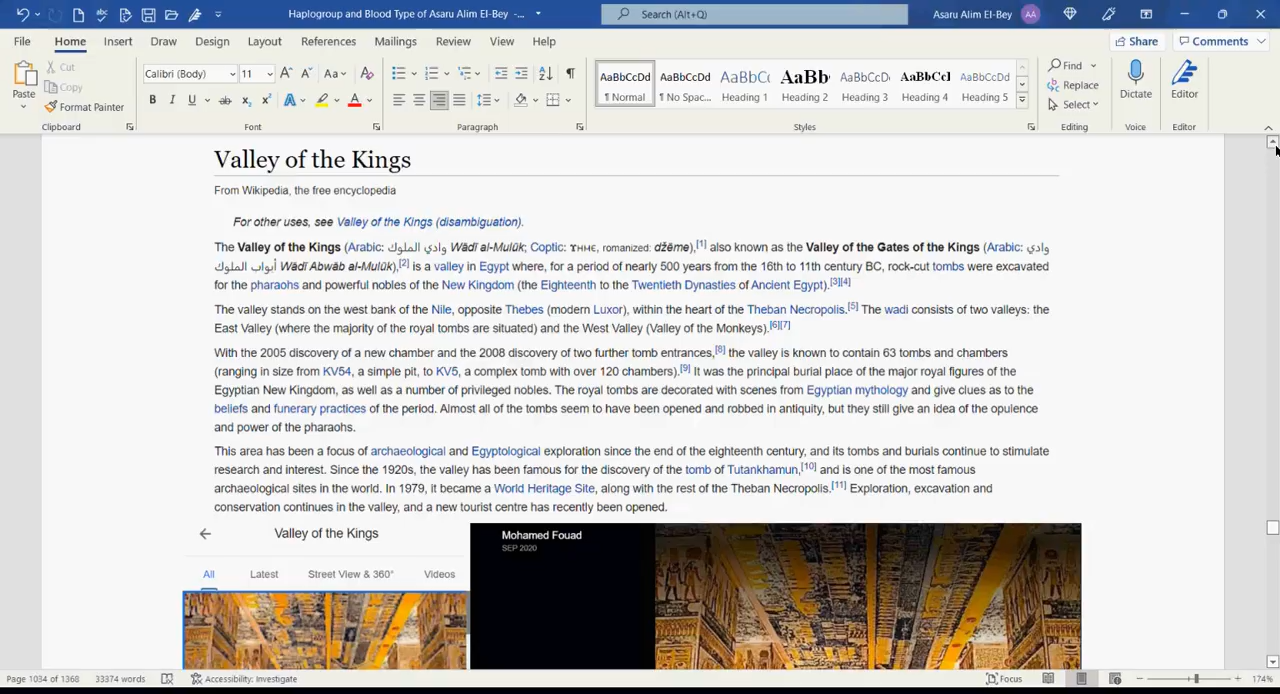 Haplogroup and Blood Type of Asaru Alim El-Bey -...
Search (Alt+Q)
Asaru Alim El-Bey
AA
File Home Insert Draw Design Layout References Mailings Review View Help
Share Comments
Paste
Cut
Copy
Format Painter
Calibri (Body) 11
AaBbCcDd AaBbCcDd AaBbCc AaBb AaBbCcDd AaBbCcl AaBbCcDd
¶ Normal ¶ No Spac... Heading 1 Heading 2 Heading 3 Heading 4 Heading 5
Find
Replace
Select
Dictate
Editor
Clipboard Font Paragraph Styles Editing Voice Editor
Valley of the Kings
From Wikipedia, the free encyclopedia
For other uses, see Valley of the Kings (disambiguation).
The Valley of the Kings (Arabic: وادي الملوك Wādī al-Mulūk; Coptic: ϫⲏⲙⲉ, romanized: džēme),[1] also known as the Valley of the Gates of the Kings (Arabic: وادي
أبواب الملوك Wādī Abwāb al-Mulūk),[2] is a valley in Egypt where, for a period of nearly 500 years from the 16th to 11th century BC, rock-cut tombs were excavated
for the pharaohs and powerful nobles of the New Kingdom (the Eighteenth to the Twentieth Dynasties of Ancient Egypt).[3][4]
The valley stands on the west bank of the Nile, opposite Thebes (modern Luxor), within the heart of the Theban Necropolis.[5] The wadi consists of two valleys: the
East Valley (where the majority of the royal tombs are situated) and the West Valley (Valley of the Monkeys).[6][7]
With the 2005 discovery of a new chamber and the 2008 discovery of two further tomb entrances,[8] the valley is known to contain 63 tombs and chambers
(ranging in size from KV54, a simple pit, to KV5, a complex tomb with over 120 chambers).[9] It was the principal burial place of the major royal figures of the
Egyptian New Kingdom, as well as a number of privileged nobles. The royal tombs are decorated with scenes from Egyptian mythology and give clues as to the
beliefs and funerary practices of the period. Almost all of the tombs seem to have been opened and robbed in antiquity, but they still give an idea of the opulence
and power of the pharaohs.
This area has been a focus of archaeological and Egyptological exploration since the end of the eighteenth century, and its tombs and burials continue to stimulate
research and interest. Since the 1920s, the valley has been famous for the discovery of the tomb of Tutankhamun,[10] and is one of the most famous
archaeological sites in the world. In 1979, it became a World Heritage Site, along with the rest of the Theban Necropolis.[11] Exploration, excavation and
conservation continues in the valley, and a new tourist centre has recently been opened.
Valley of the Kings
All Latest Street View & 360° Videos
Mohamed Fouad
SEP 2020
Page 1034 of 1368 33374 words Accessibility: Investigate Focus 174%